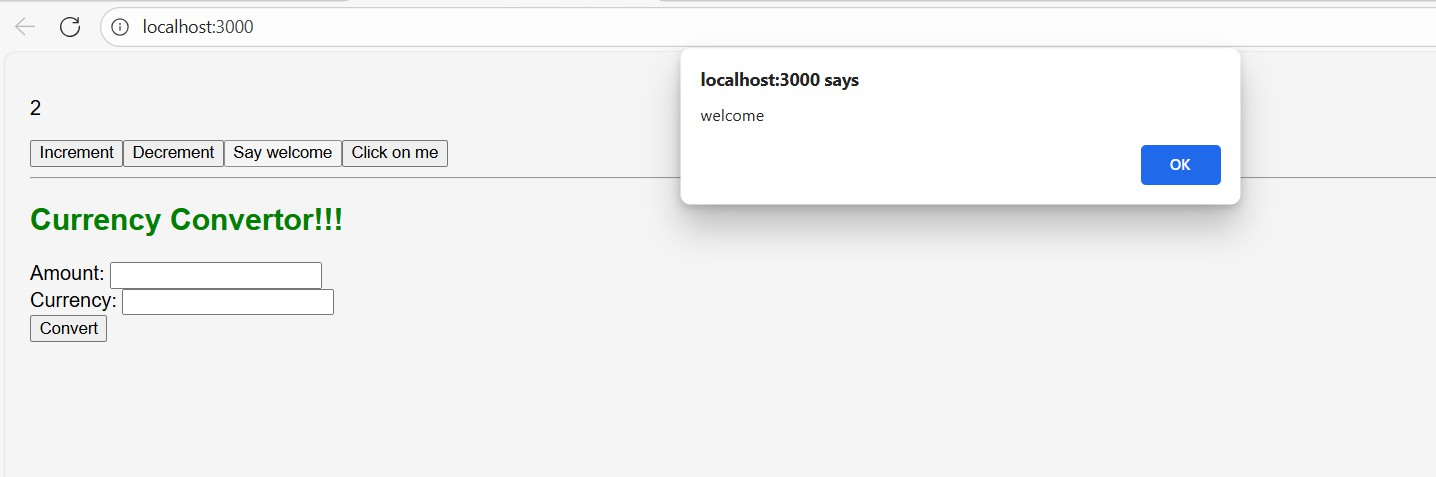 localhost:3000
localhost:3000 says
welcome
OK
2
Increment Decrement Say welcome Click on me
Currency Convertor!!!
Amount:
Currency:
Convert